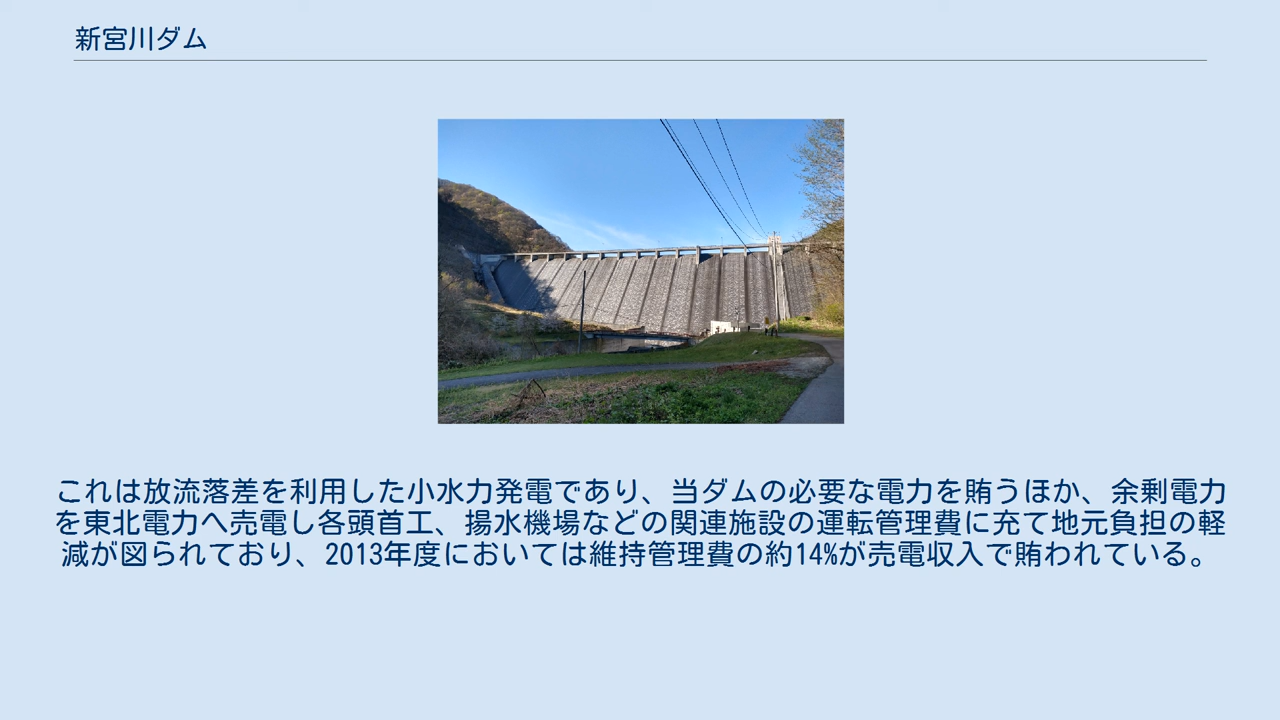 新宮川ダム
これは放流落差を利用した小水力発電であり、当ダムの必要な電力を賄うほか、余剰電力
を東北電力へ売電し各頭首工、揚水機場などの関連施設の運転管理費に充て地元負担の軽
減が図られており、2013年度においては維持管理費の約14%が売電収入で賄われている。